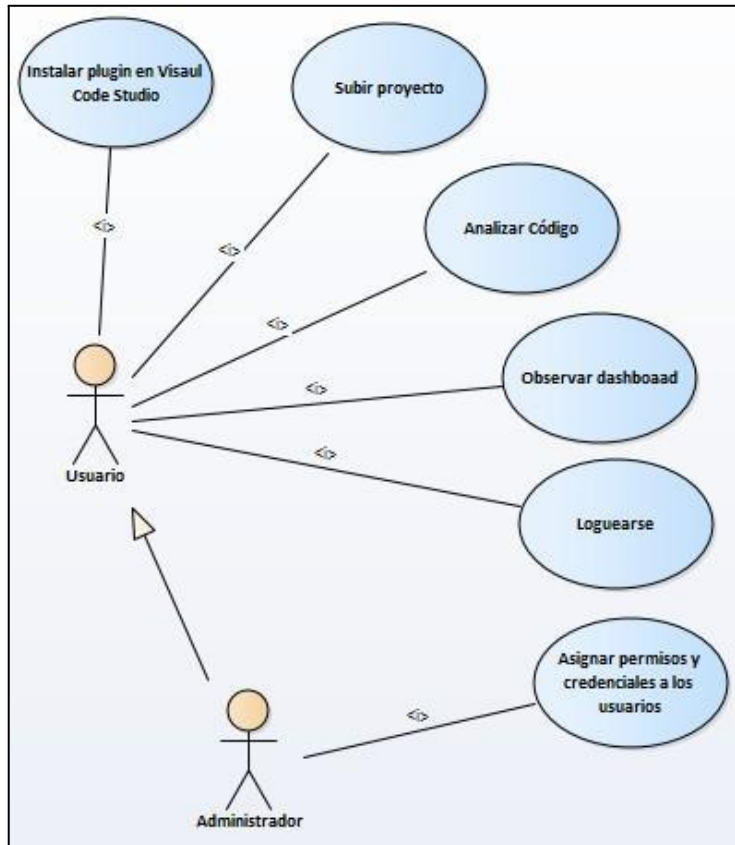 Instalar plugin en Visaul
Code Studio
Subir proyecto
Analizar Código
Observar dashboaad
Loguearse
Usuario
Asignar permisos y
credenciales a los
usuarios
Administrador